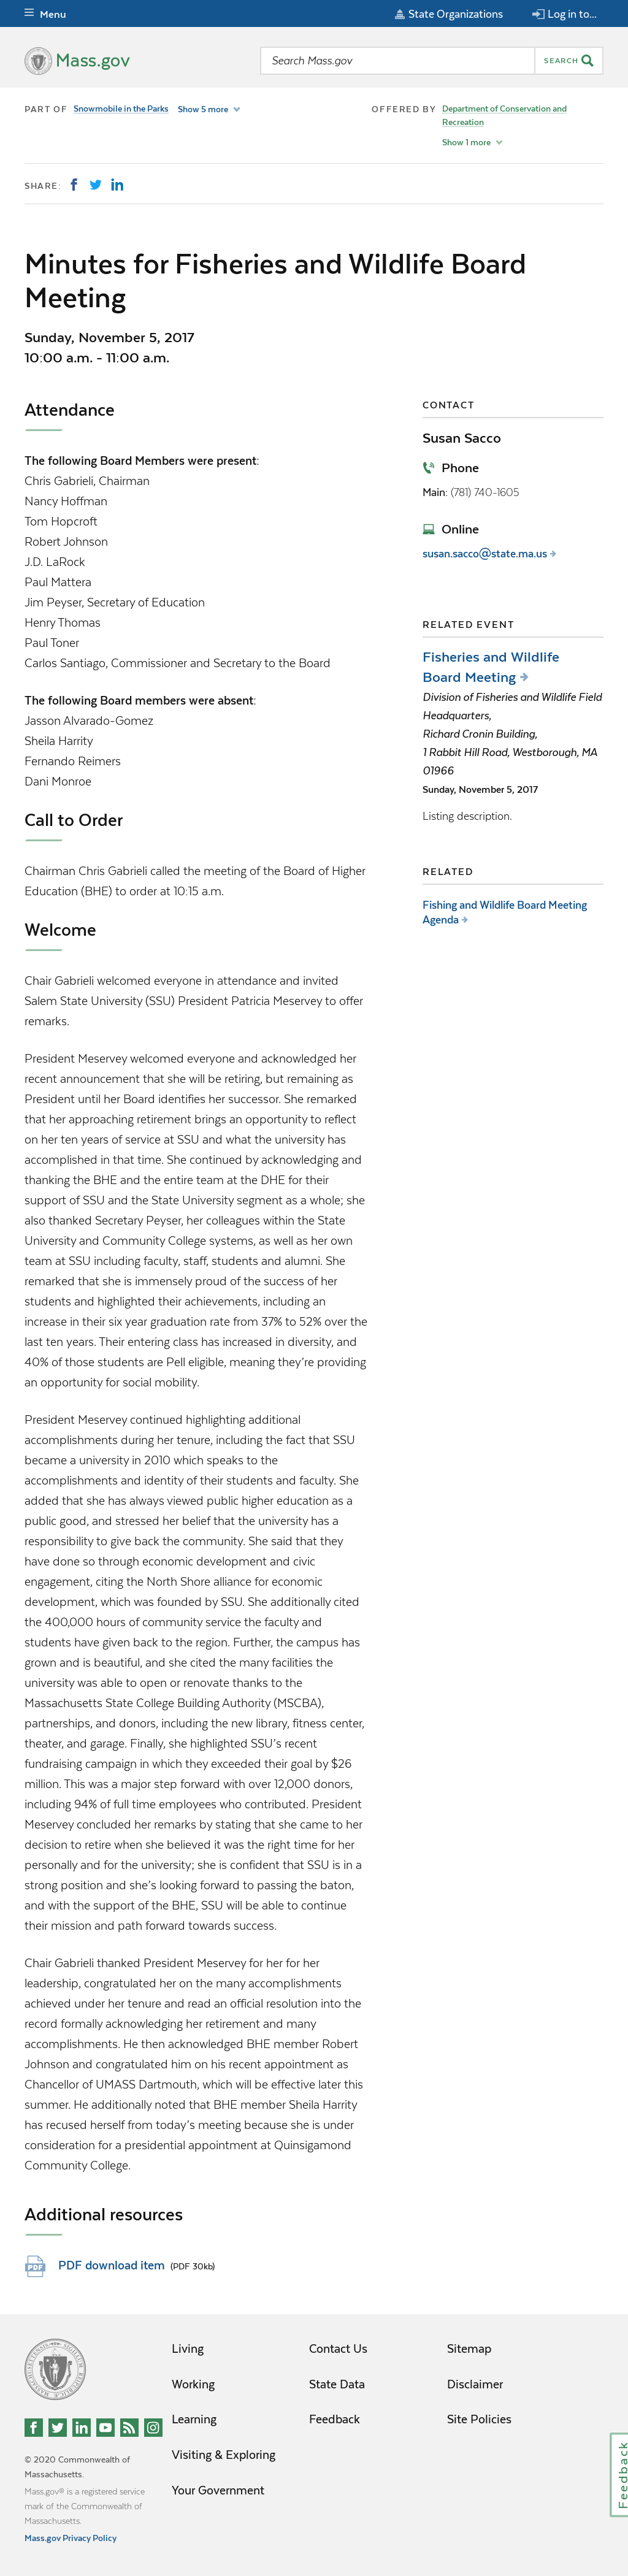 Menu
State Organizations
Log in to...
Mass.gov
Search Mass.gov
SEARCH
PART OF Snowmobile in the Parks Show 5 more
OFFERED BY Department of Conservation and
Recreation
Show 1 more
SHARE:
Minutes for Fisheries and Wildlife Board
Meeting
Sunday, November 5, 2017
10:00 a.m. - 11:00 a.m.
Attendance
The following Board Members were present:
Chris Gabrieli, Chairman
Nancy Hoffman
Tom Hopcroft
Robert Johnson
J.D. LaRock
Paul Mattera
Jim Peyser, Secretary of Education
Henry Thomas
Paul Toner
Carlos Santiago, Commissioner and Secretary to the Board
The following Board members were absent:
Jasson Alvarado-Gomez
Sheila Harrity
Fernando Reimers
Dani Monroe
Call to Order
Chairman Chris Gabrieli called the meeting of the Board of Higher
Education (BHE) to order at 10:15 a.m.
Welcome
Chair Gabrieli welcomed everyone in attendance and invited
Salem State University (SSU) President Patricia Meservey to offer
remarks.
President Meservey welcomed everyone and acknowledged her
recent announcement that she will be retiring, but remaining as
President until her Board identifies her successor. She remarked
that her approaching retirement brings an opportunity to reflect
on her ten years of service at SSU and what the university has
accomplished in that time. She continued by acknowledging and
thanking the BHE and the entire team at the DHE for their
support of SSU and the State University segment as a whole; she
also thanked Secretary Peyser, her colleagues within the State
University and Community College systems, as well as her own
team at SSU including faculty, staff, students and alumni. She
remarked that she is immensely proud of the success of her
students and highlighted their achievements, including an
increase in their six year graduation rate from 37% to 52% over the
last ten years. Their entering class has increased in diversity, and
40% of those students are Pell eligible, meaning they're providing
an opportunity for social mobility.
President Meservey continued highlighting additional
accomplishments during her tenure, including the fact that SSU
became a university in 2010 which speaks to the
accomplishments and identity of their students and faculty. She
added that she has always viewed public higher education as a
public good, and stressed her belief that the university has a
responsibility to give back the community. She said that they
have done so through economic development and civic
engagement, citing the North Shore alliance for economic
development, which was founded by SSU. She additionally cited
the 400,000 hours of community service the faculty and
students have given back to the region. Further, the campus has
grown and is beautiful, and she cited the many facilities the
university was able to open or renovate thanks to the
Massachusetts State College Building Authority (MSCBA),
partnerships, and donors, including the new library, fitness center,
theater, and garage. Finally, she highlighted SSU's recent
fundraising campaign in which they exceeded their goal by $26
million. This was a major step forward with over 12,000 donors,
including 94% of full time employees who contributed. President
Meservey concluded her remarks by stating that she came to her
decision to retire when she believed it was the right time for her
personally and for the university; she is confident that SSU is in a
strong position and she's looking forward to passing the baton,
and with the support of the BHE, SSU will be able to continue
their mission and path forward towards success.
Chair Gabrieli thanked President Meservey for her for her
leadership, congratulated her on the many accomplishments
achieved under her tenure and read an official resolution into the
record formally acknowledging her retirement and many
accomplishments. He then acknowledged BHE member Robert
Johnson and congratulated him on his recent appointment as
Chancellor of UMASS Dartmouth, which will be effective later this
summer. He additionally noted that BHE member Sheila Harrity
has recused herself from today's meeting because she is under
consideration for a presidential appointment at Quinsigamond
Community College.
Additional resources
PDF PDF download item (PDF 30kb)
CONTACT
Susan Sacco
Phone
Main: (781) 740-1605
Online
susan.sacco@state.ma.us
RELATED EVENT
Fisheries and Wildlife
Board Meeting
Division of Fisheries and Wildlife Field
Headquarters,
Richard Cronin Building,
1 Rabbit Hill Road, Westborough, MA
01966
Sunday, November 5, 2017
Listing description.
RELATED
Fishing and Wildlife Board Meeting
Agenda
Living
Working
Learning
Visiting & Exploring
Your Government
Contact Us
State Data
Feedback
Sitemap
Disclaimer
Site Policies
© 2020 Commonwealth of
Massachusetts.
Mass.gov® is a registered service
mark of the Commonwealth of
Massachusetts.
Mass.gov Privacy Policy
Feedback